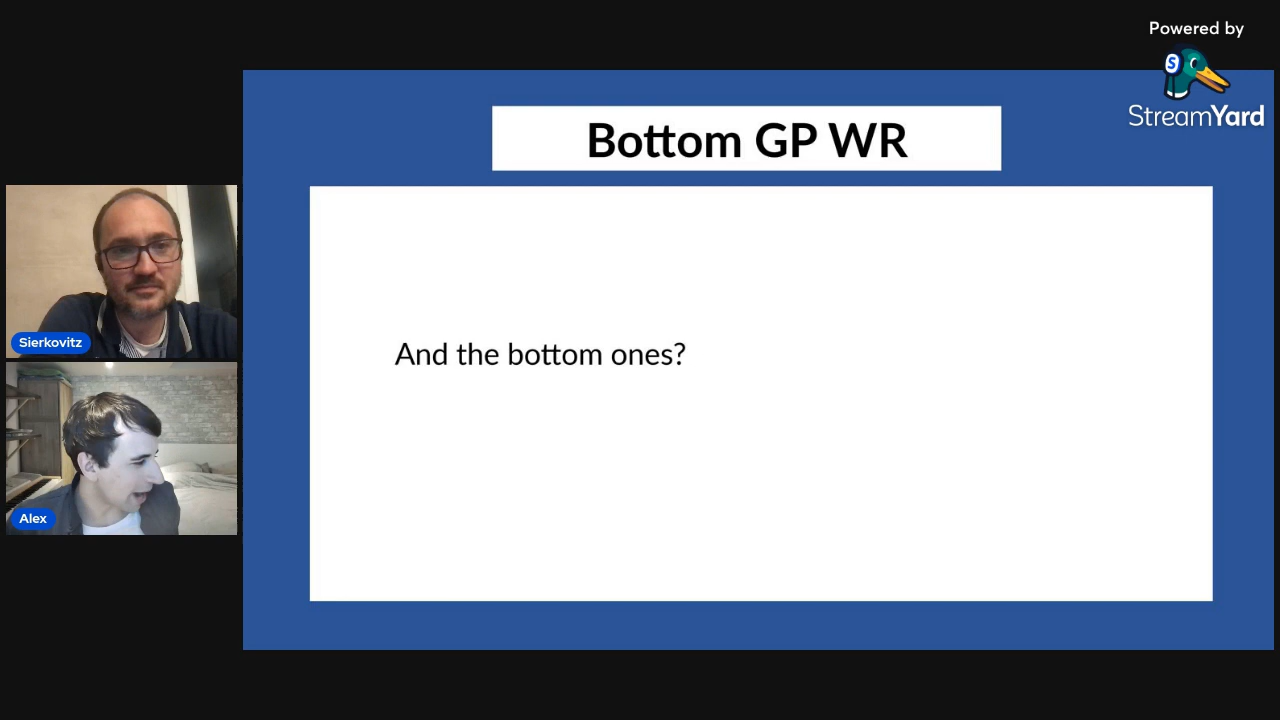 Powered by
S
StreamYard
Bottom GP WR
And the bottom ones?
Sierkovitz
Alex